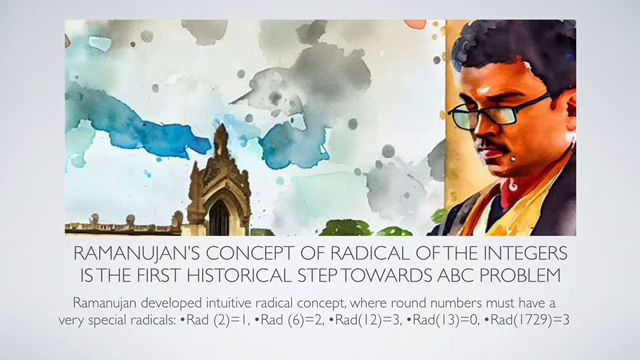 RAMANUJAN'S CONCEPT OF RADICAL OF THE INTEGERS
IS THE FIRST HISTORICAL STEP TOWARDS ABC PROBLEM
Ramanujan developed intuitive radical concept, where round numbers must have a
very special radicals: •Rad (2)=1, •Rad (6)=2, •Rad(12)=3, •Rad(13)=0, •Rad(1729)=3